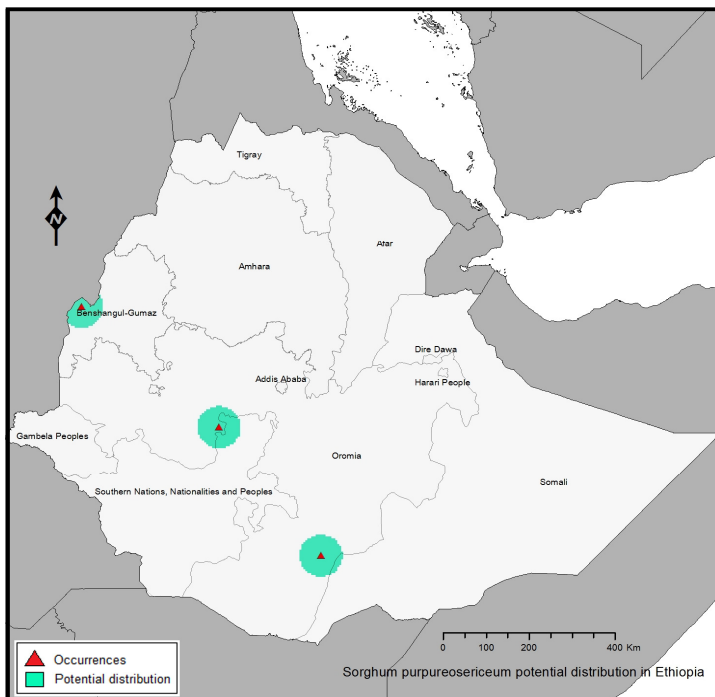 Tigray
N
Afar
Amhara
Benshangul-Gumaz
Dire Dawa
Addis Ababa
Harari People
Gambela Peoples
Oromia
Somali
Southern Nations, Nationalities and Peoples
0 100 200 400 Km
Occurrences
Potential distribution
Sorghum purpureosericeum potential distribution in Ethiopia